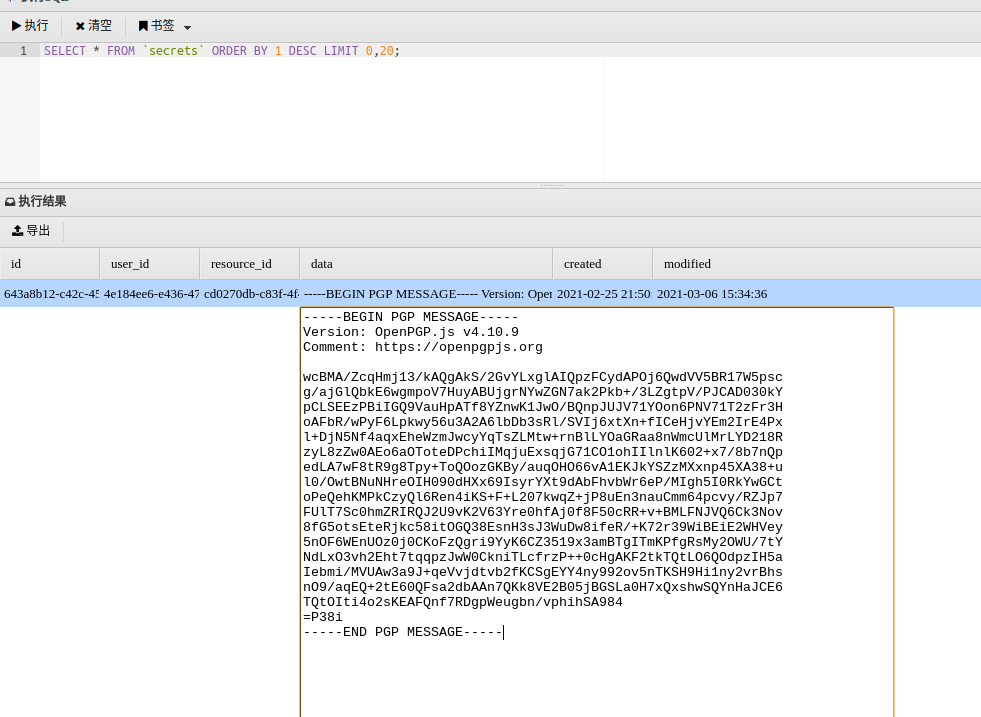 执行 清空 书签
1 SELECT * FROM `secrets` ORDER BY 1 DESC LIMIT 0,20;
执行结果
导出
id user_id resource_id data created modified
643a8b12-c42c-45 4e184ee6-e436-47 cd0270db-c83f-4f -----BEGIN PGP MESSAGE----- Version: Oper 2021-02-25 21:50: 2021-03-06 15:34:36
-----BEGIN PGP MESSAGE-----
Version: OpenPGP.js v4.10.9
Comment: https://openpgpjs.org
wcBMA/ZcqHmj13/kAQgAkS/2GvYLxglAIQpzFCydAPOj6QwdVV5BR17W5psc
g/ajGlQbkE6wgmpoV7HuyABUjgrNYwZGN7ak2Pkb+/3LZgtpV/PJCAD030kY
pCLSEEzPBiIGQ9VauHpATf8YZnwK1JwO/BQnpJUJV71YOon6PNV71T2zFr3H
oAFbR/wPyF6Lpkwy56u3A2A6lbDb3sRl/SVIj6xtXn+fICeHjvYEm2IrE4Px
l+DjN5Nf4aqxEheWzmJwcyYqTsZLMtw+rnBlLYOaGRaa8nWmcUlMrLYD218R
zyL8zZw0AEo6aOToteDPchiIMqjuExsqjG71CO1ohIIlnlK602+x7/8b7nQp
edLA7wF8tR9g8Tpy+ToQOozGKBy/auqOHO66vA1EKJkYSZzMXxnp45XA38+u
l0/OwtBNuNHreOIH090dHXx69IsyrYXt9dAbFhvbWr6eP/MIgh5I0RkYwGCt
oPeQehKMPkCzyQl6Ren4iKS+F+L207kwqZ+jP8uEn3nauCmm64pcvy/RZJp7
FUlT7Sc0hmZRIRQJ2U9vK2V63Yre0hfAj0f8F50cRR+v+BMLFNJVQ6Ck3Nov
8fG5otsEteRjkc58itOGQ38EsnH3sJ3WuDw8ifeR/+K72r39WiBEiE2WHVey
5nOF6WEnUOz0j0CKoFzQgri9YyK6CZ3519x3amBTgITmKPfgRsMy2OWU/7tY
NdLxO3vh2Eht7tqqpzJwW0CkniTLcfrzP++0cHgAKF2tkTQtLO6QOdpzIH5a
Iebmi/MVUAw3a9J+qeVvjdtvb2fKCSgEYY4ny992ov5nTKSH9Hi1ny2vrBhs
nO9/aqEQ+2tE60QFsa2dbAAn7QKk8VE2B05jBGSLa0H7xQxshwSQYnHaJCE6
TQtOIti4o2sKEAFQnf7RDgpWeugbn/vphihSA984
=P38i
-----END PGP MESSAGE-----